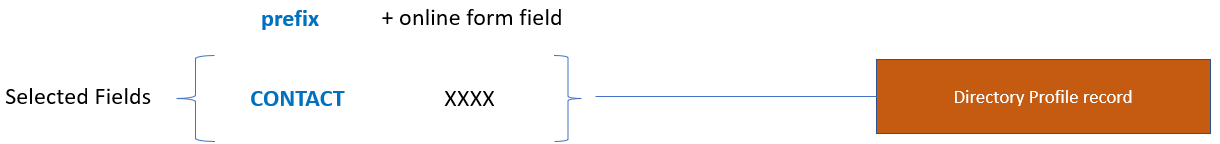 prefix + online form field
Selected Fields CONTACT XXXX Directory Profile record